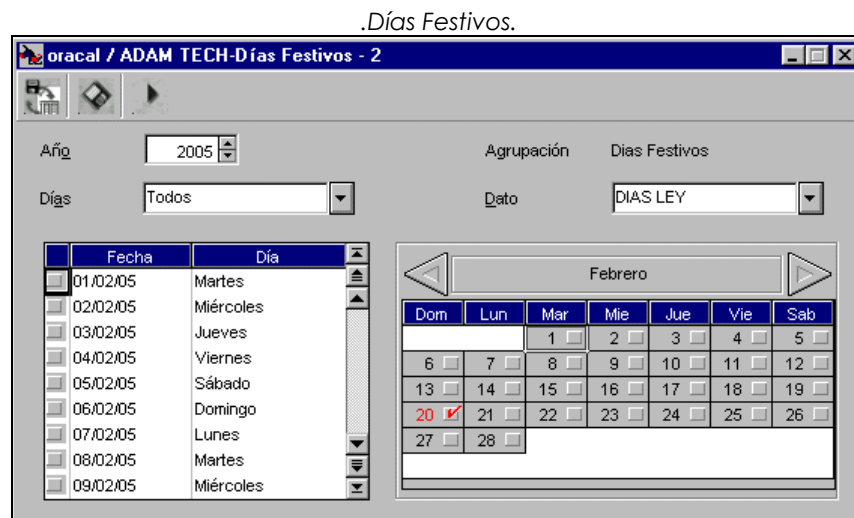 .Días Festivos.
oracal / ADAM TECH-Días Festivos - 2
Año 2005 Agrupación Dias Festivos
Días Todos Dato DIAS LEY
Fecha Día
01/02/05 Martes
02/02/05 Miércoles
03/02/05 Jueves
04/02/05 Viernes
05/02/05 Sábado
06/02/05 Domingo
07/02/05 Lunes
08/02/05 Martes
09/02/05 Miércoles
Febrero
Dom Lun Mar Mie Jue Vie Sab
1 2 3 4 5
6 7 8 9 10 11 12
13 14 15 16 17 18 19
20 21 22 23 24 25 26
27 28